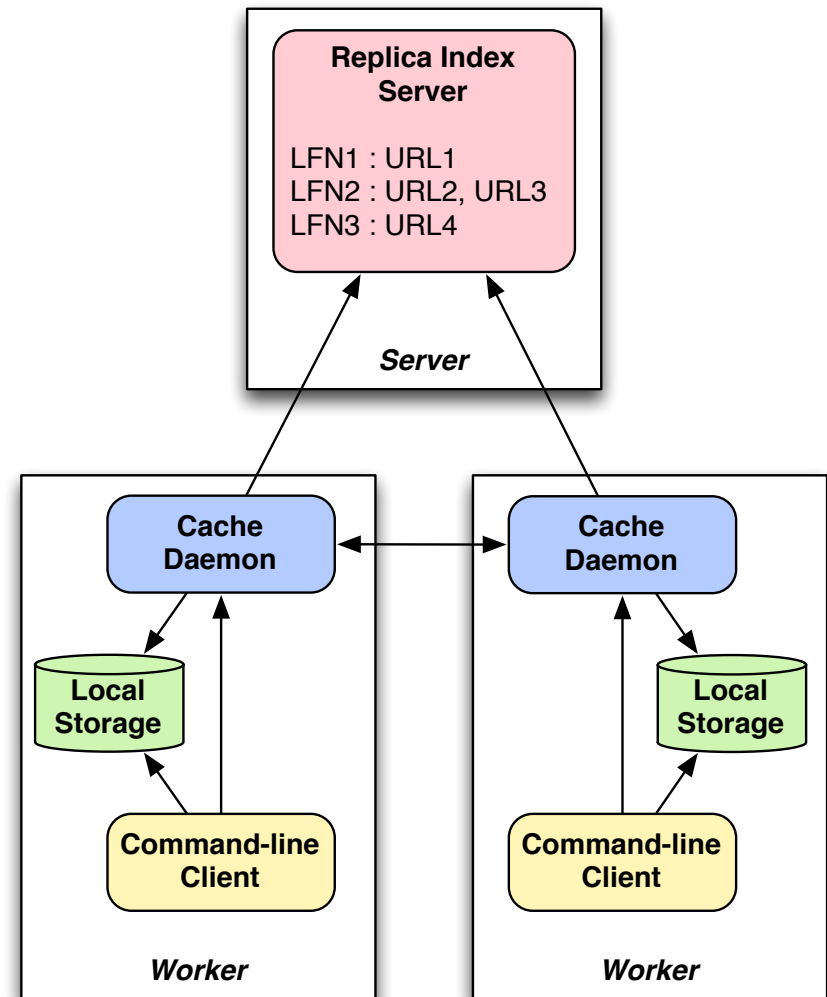 Replica Index
Server
LFN1 : URL1
LFN2 : URL2, URL3
LFN3 : URL4
Server
Cache
Daemon
Local
Storage
Command-line
Client
Worker
Cache
Daemon
Local
Storage
Command-line
Client
Worker